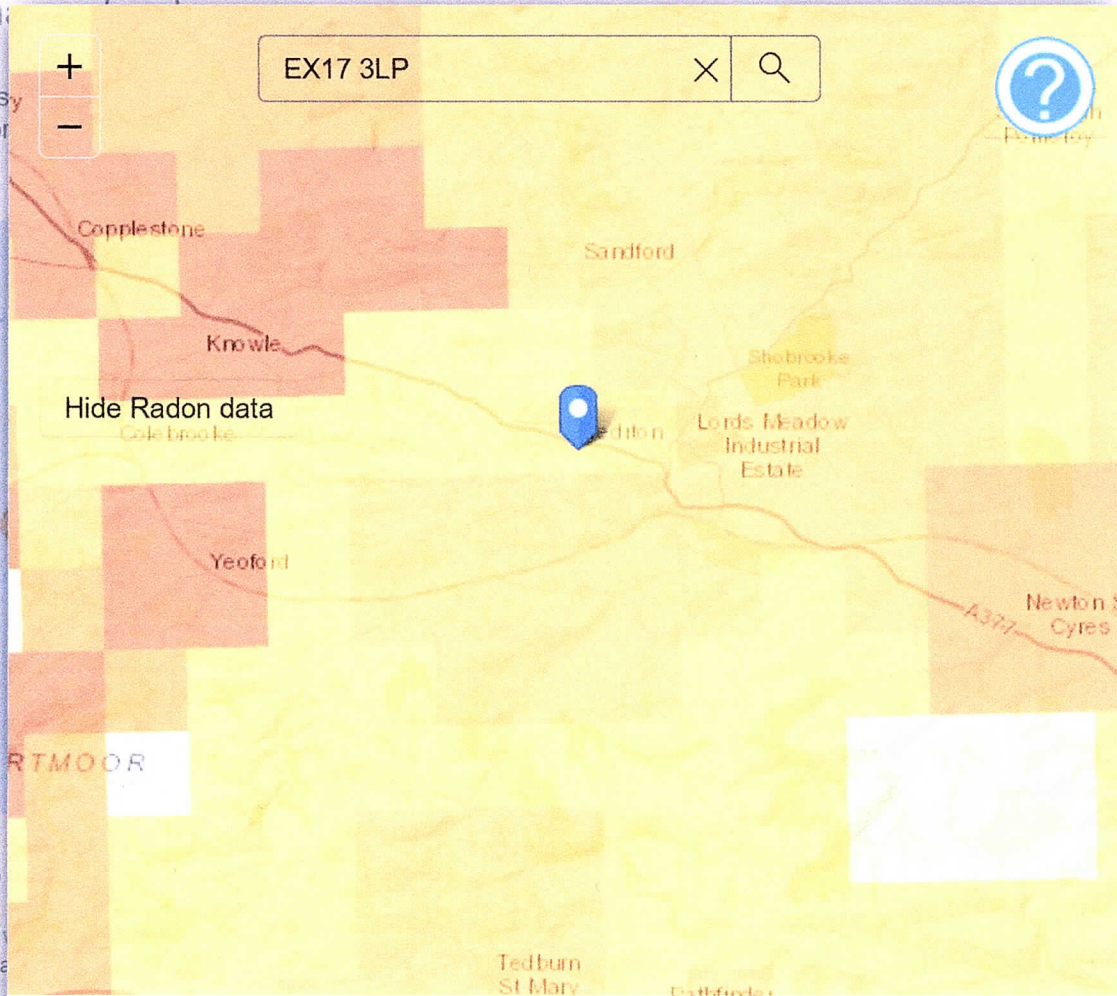 +
EX17 3LP
?
−
Copplestone
Sandford
Knowle
Shobrooke
Park
Hide Radon data
Colebrooke
editon
Lords Meadow
Industrial
Estate
Yeoford
A377
Newton S
Cyres
RTMOOR
Tedburn
St Mary